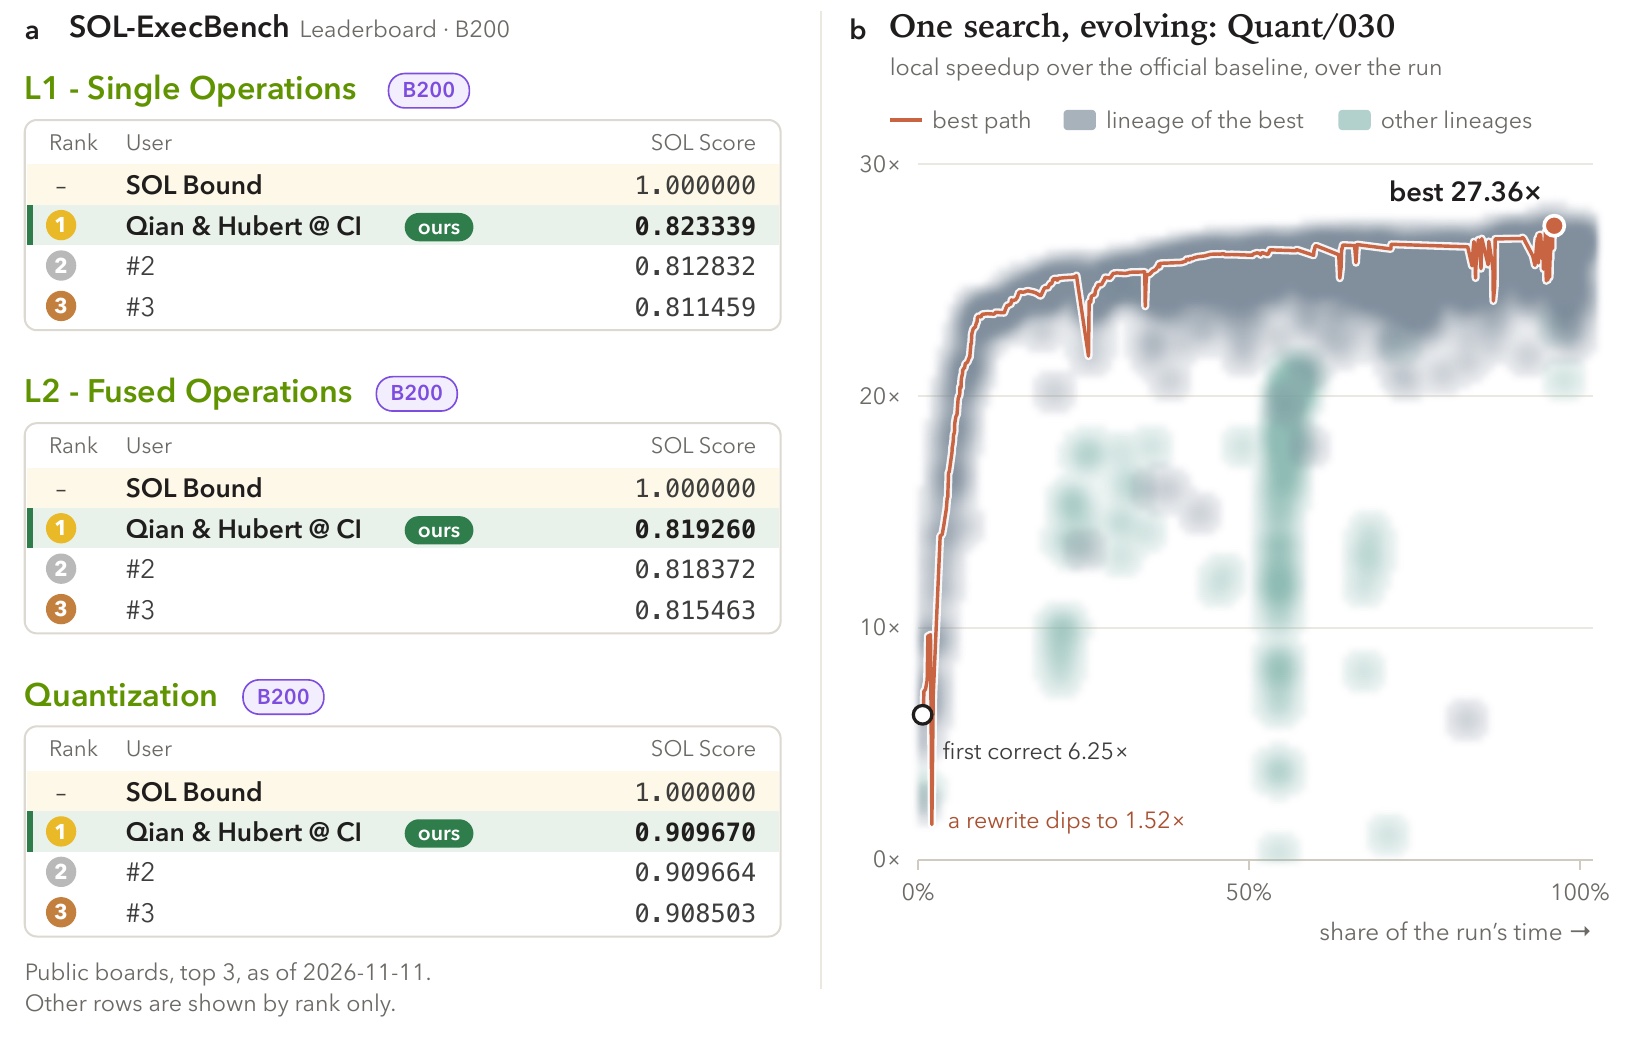 a SOL-ExecBench Leaderboard · B200
L1 - Single Operations B200
Rank User SOL Score
– SOL Bound 1.000000
1 Qian & Hubert @ CI ours 0.823339
2 #2 0.812832
3 #3 0.811459
L2 - Fused Operations B200
Rank User SOL Score
– SOL Bound 1.000000
1 Qian & Hubert @ CI ours 0.819260
2 #2 0.818372
3 #3 0.815463
Quantization B200
Rank User SOL Score
– SOL Bound 1.000000
1 Qian & Hubert @ CI ours 0.909670
2 #2 0.909664
3 #3 0.908503
Public boards, top 3, as of 2026-11-11.
Other rows are shown by rank only.
b One search, evolving: Quant/030
local speedup over the official baseline, over the run
best path lineage of the best other lineages
30×
best 27.36×
20×
10×
first correct 6.25×
a rewrite dips to 1.52×
0×
0% 50% 100%
share of the run's time →